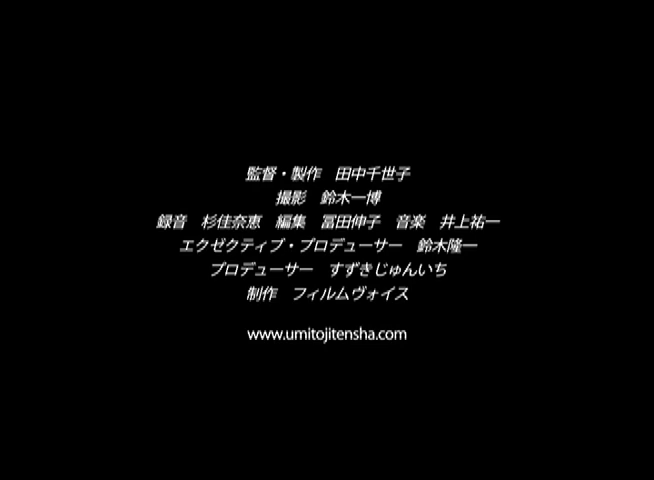 監督・製作　田中千世子
撮影　鈴木一博
録音　杉佳奈恵　編集　冨田伸子　音楽　井上祐一
エクゼクティブ・プロデューサー　鈴木隆一
プロデューサー　すずきじゅんいち
制作　フィルムヴォイス
www.umitojitensha.com